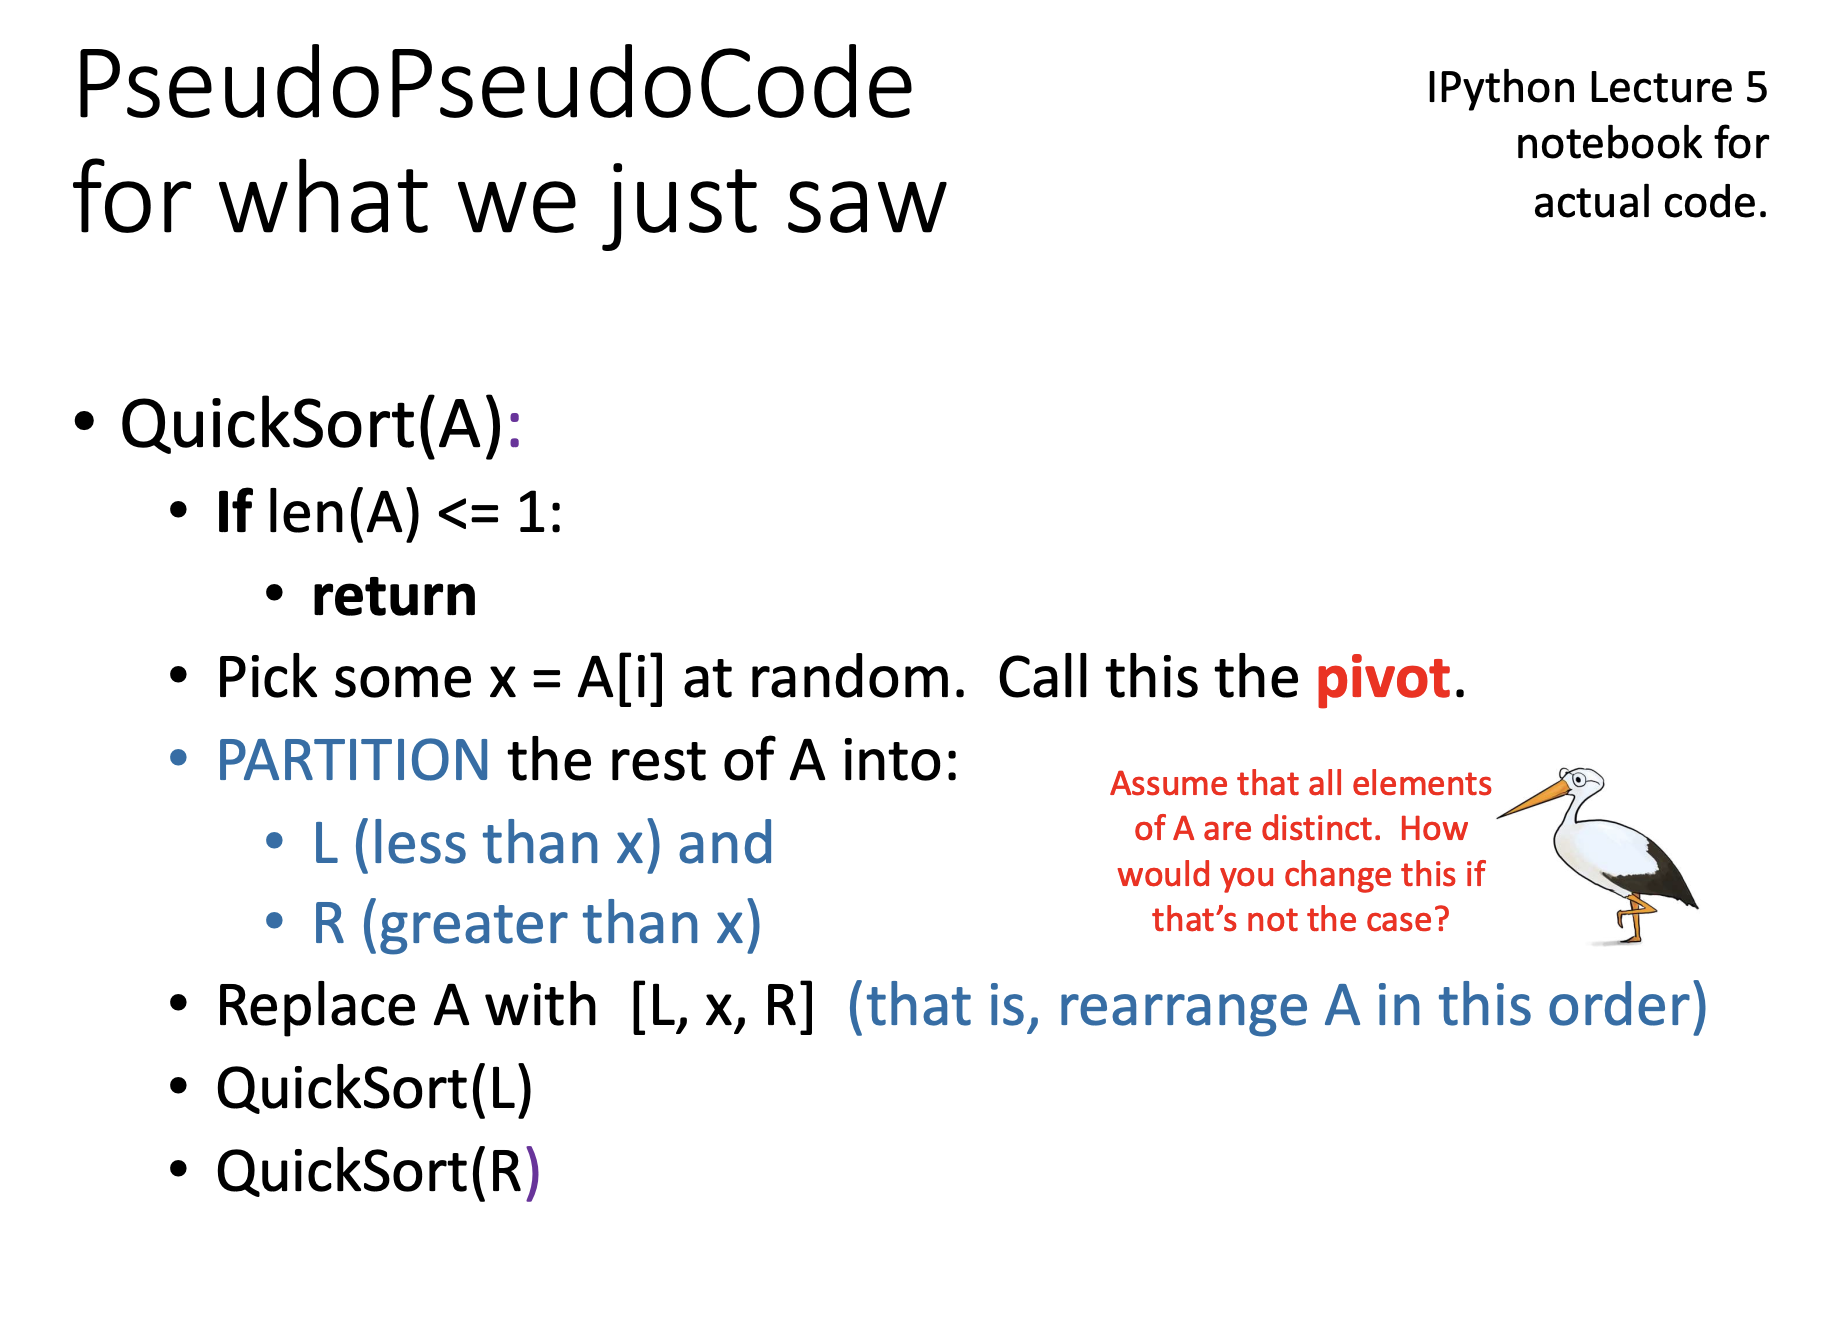 PseudoPseudoCode
for what we just saw
IPython Lecture 5
notebook for
actual code.
• QuickSort(A):
• If len(A) <= 1:
• return
• Pick some x = A[i] at random.  Call this the pivot.
• PARTITION the rest of A into:
• L (less than x) and
• R (greater than x)
Assume that all elements
of A are distinct.  How
would you change this if
that’s not the case?
• Replace A with  [L, x, R]  (that is, rearrange A in this order)
• QuickSort(L)
• QuickSort(R)